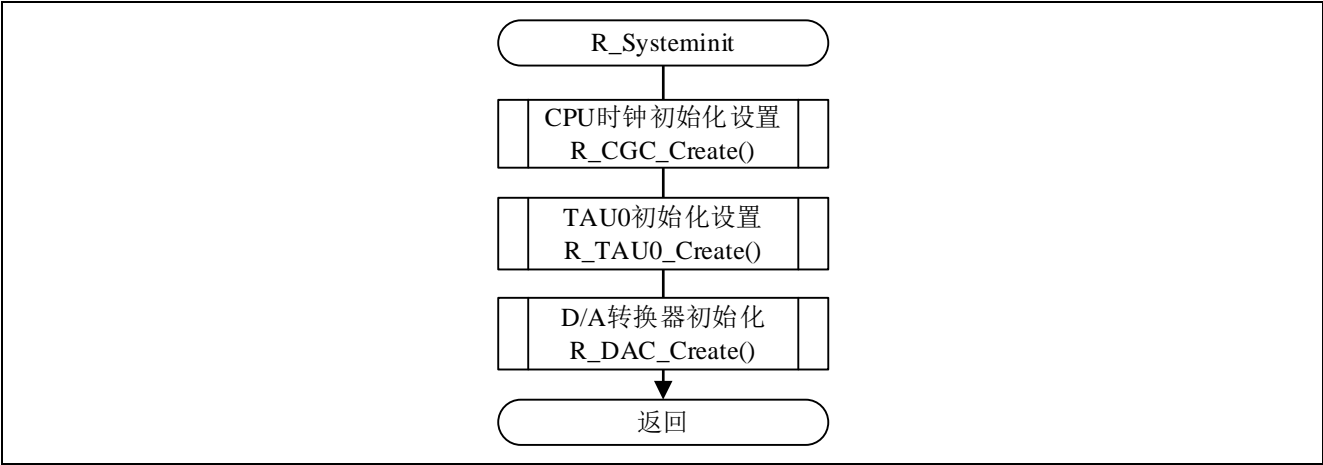 R_Systeminit
CPU时钟初始化设置
R_CGC_Create()
TAU0初始化设置
R_TAU0_Create()
D/A转换器初始化
R_DAC_Create()
返回